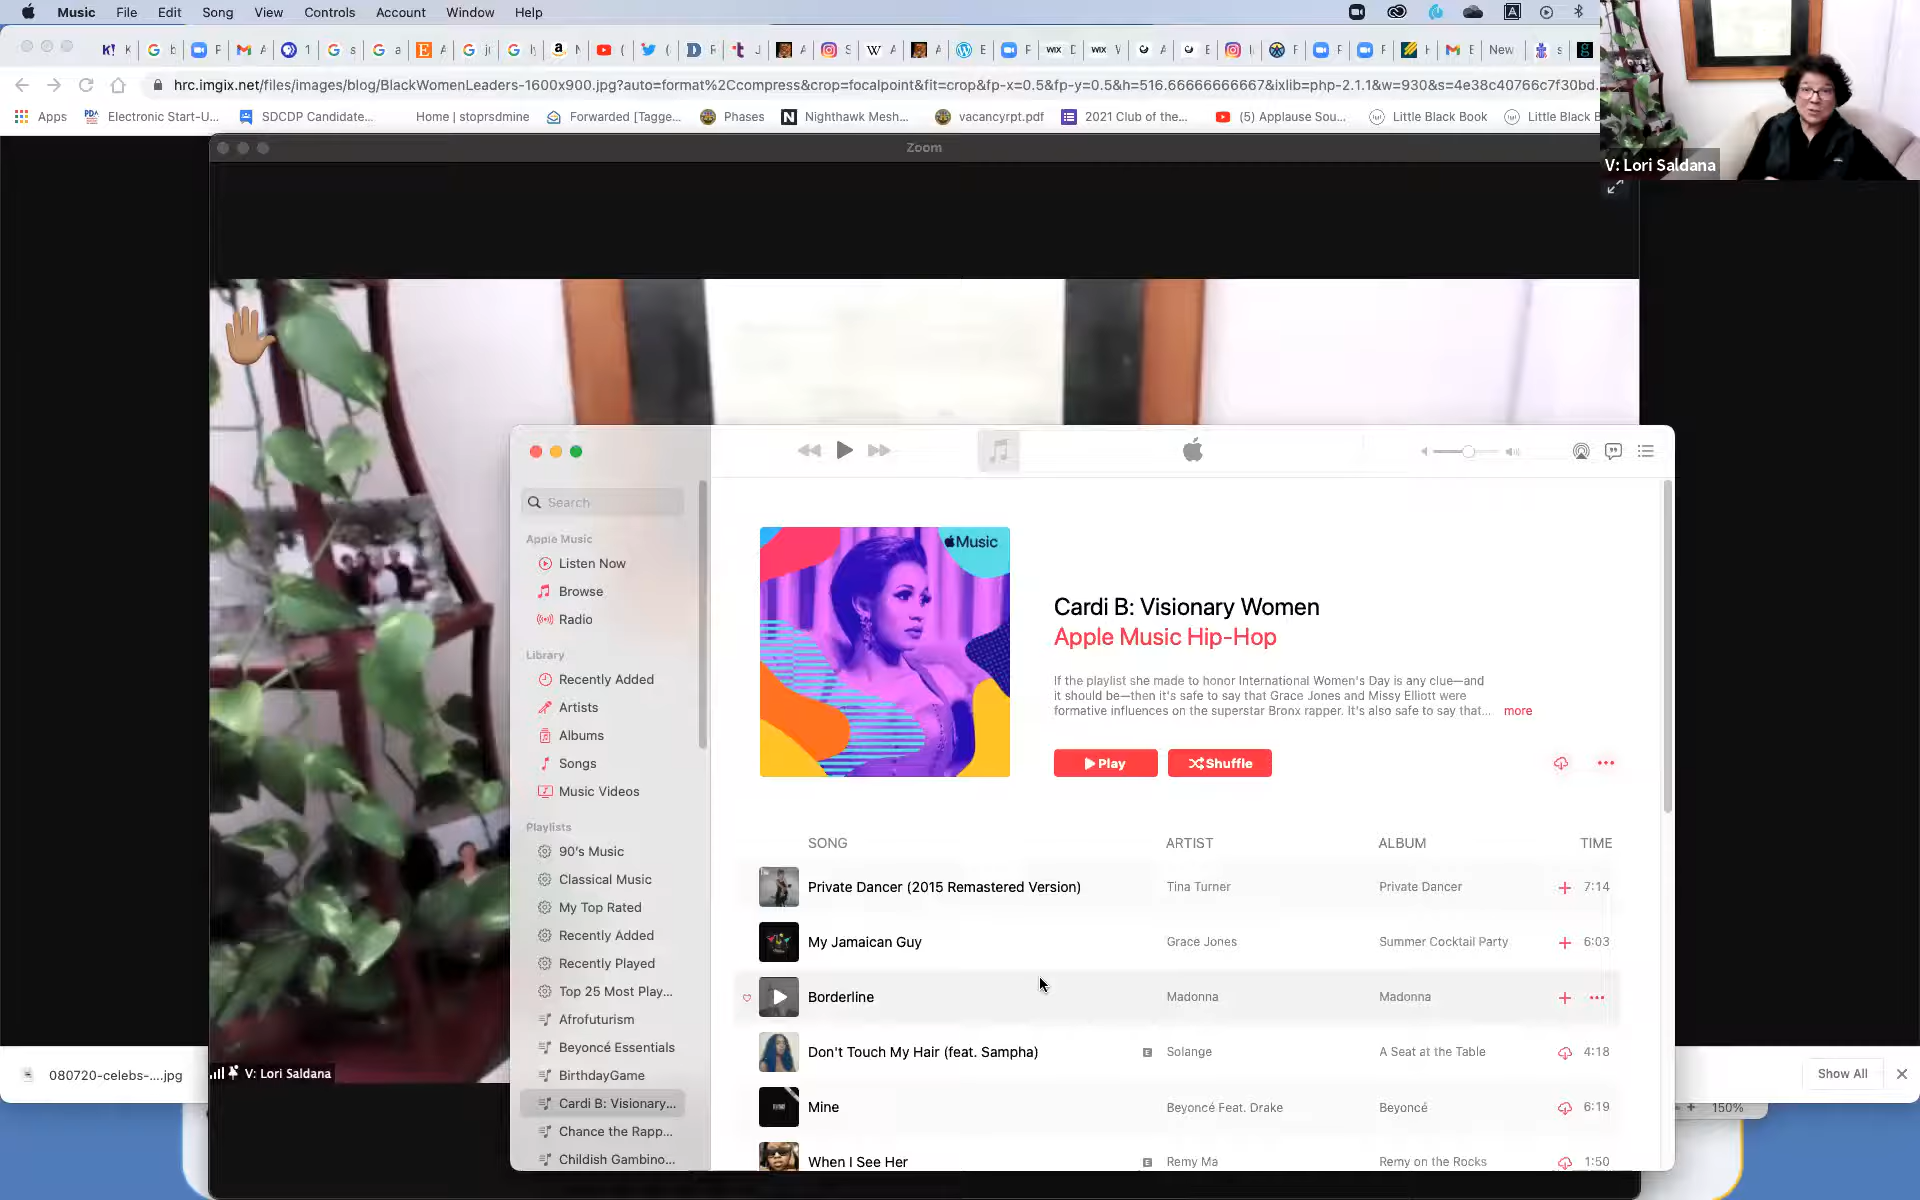 Music File Edit Song View Controls Account Window Help
New
hrc.imgix.net/files/images/blog/BlackWomenLeaders-1600x900.jpg?auto=format%2Ccompress&crop=focalpoint&fit=crop&fp-x=0.5&fp-y=0.5&h=516.66666666667&ixlib=php-2.1.1&w=930&s=4e38c40766c7f30bd...
Apps Electronic Start-U... SDCDP Candidate... Home | stoprsdmine Forwarded [Tagge... Phases Nighthawk Mesh... vacancyrpt.pdf 2021 Club of the... (5) Applause Sou... Little Black Book Little Black B
Zoom
V: Lori Saldana
Search
Apple Music
Listen Now
Browse
Radio
Library
Recently Added
Artists
Albums
Songs
Music Videos
Playlists
90's Music
Classical Music
My Top Rated
Recently Added
Recently Played
Top 25 Most Play...
Afrofuturism
Beyoncé Essentials
BirthdayGame
Cardi B: Visionary...
Chance the Rapp...
Childish Gambino...
Music
Cardi B: Visionary Women
Apple Music Hip-Hop
If the playlist she made to honor International Women's Day is any clue—and
it should be—then it's safe to say that Grace Jones and Missy Elliott were
formative influences on the superstar Bronx rapper. It's also safe to say that... more
Play Shuffle
SONG ARTIST ALBUM TIME
Private Dancer (2015 Remastered Version) Tina Turner Private Dancer 7:14
My Jamaican Guy Grace Jones Summer Cocktail Party 6:03
Borderline Madonna Madonna
Don't Touch My Hair (feat. Sampha) E Solange A Seat at the Table 4:18
Mine Beyoncé Feat. Drake Beyoncé 6:19
When I See Her E Remy Ma Remy on the Rocks 1:50
080720-celebs-....jpg
V: Lori Saldana
Show All
150%